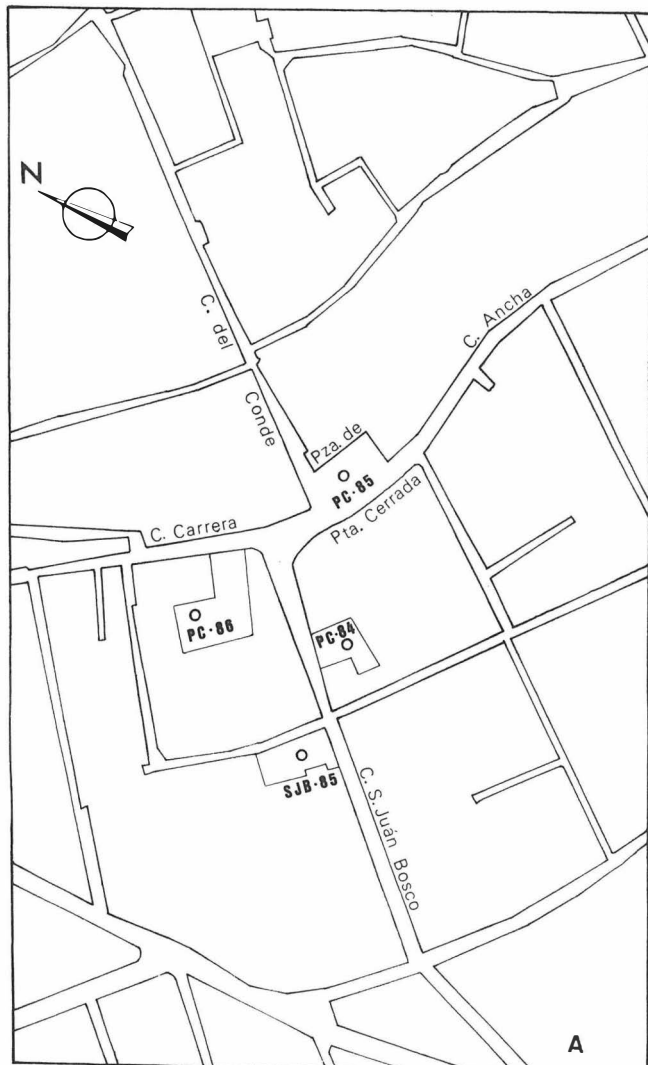 N
C. del
Conde
C. Ancha
Pza. de
PC·85
Pta. Cerrada
C. Carrera
PC·86
PC·84
SJB·85
C. S. Juán Bosco
A